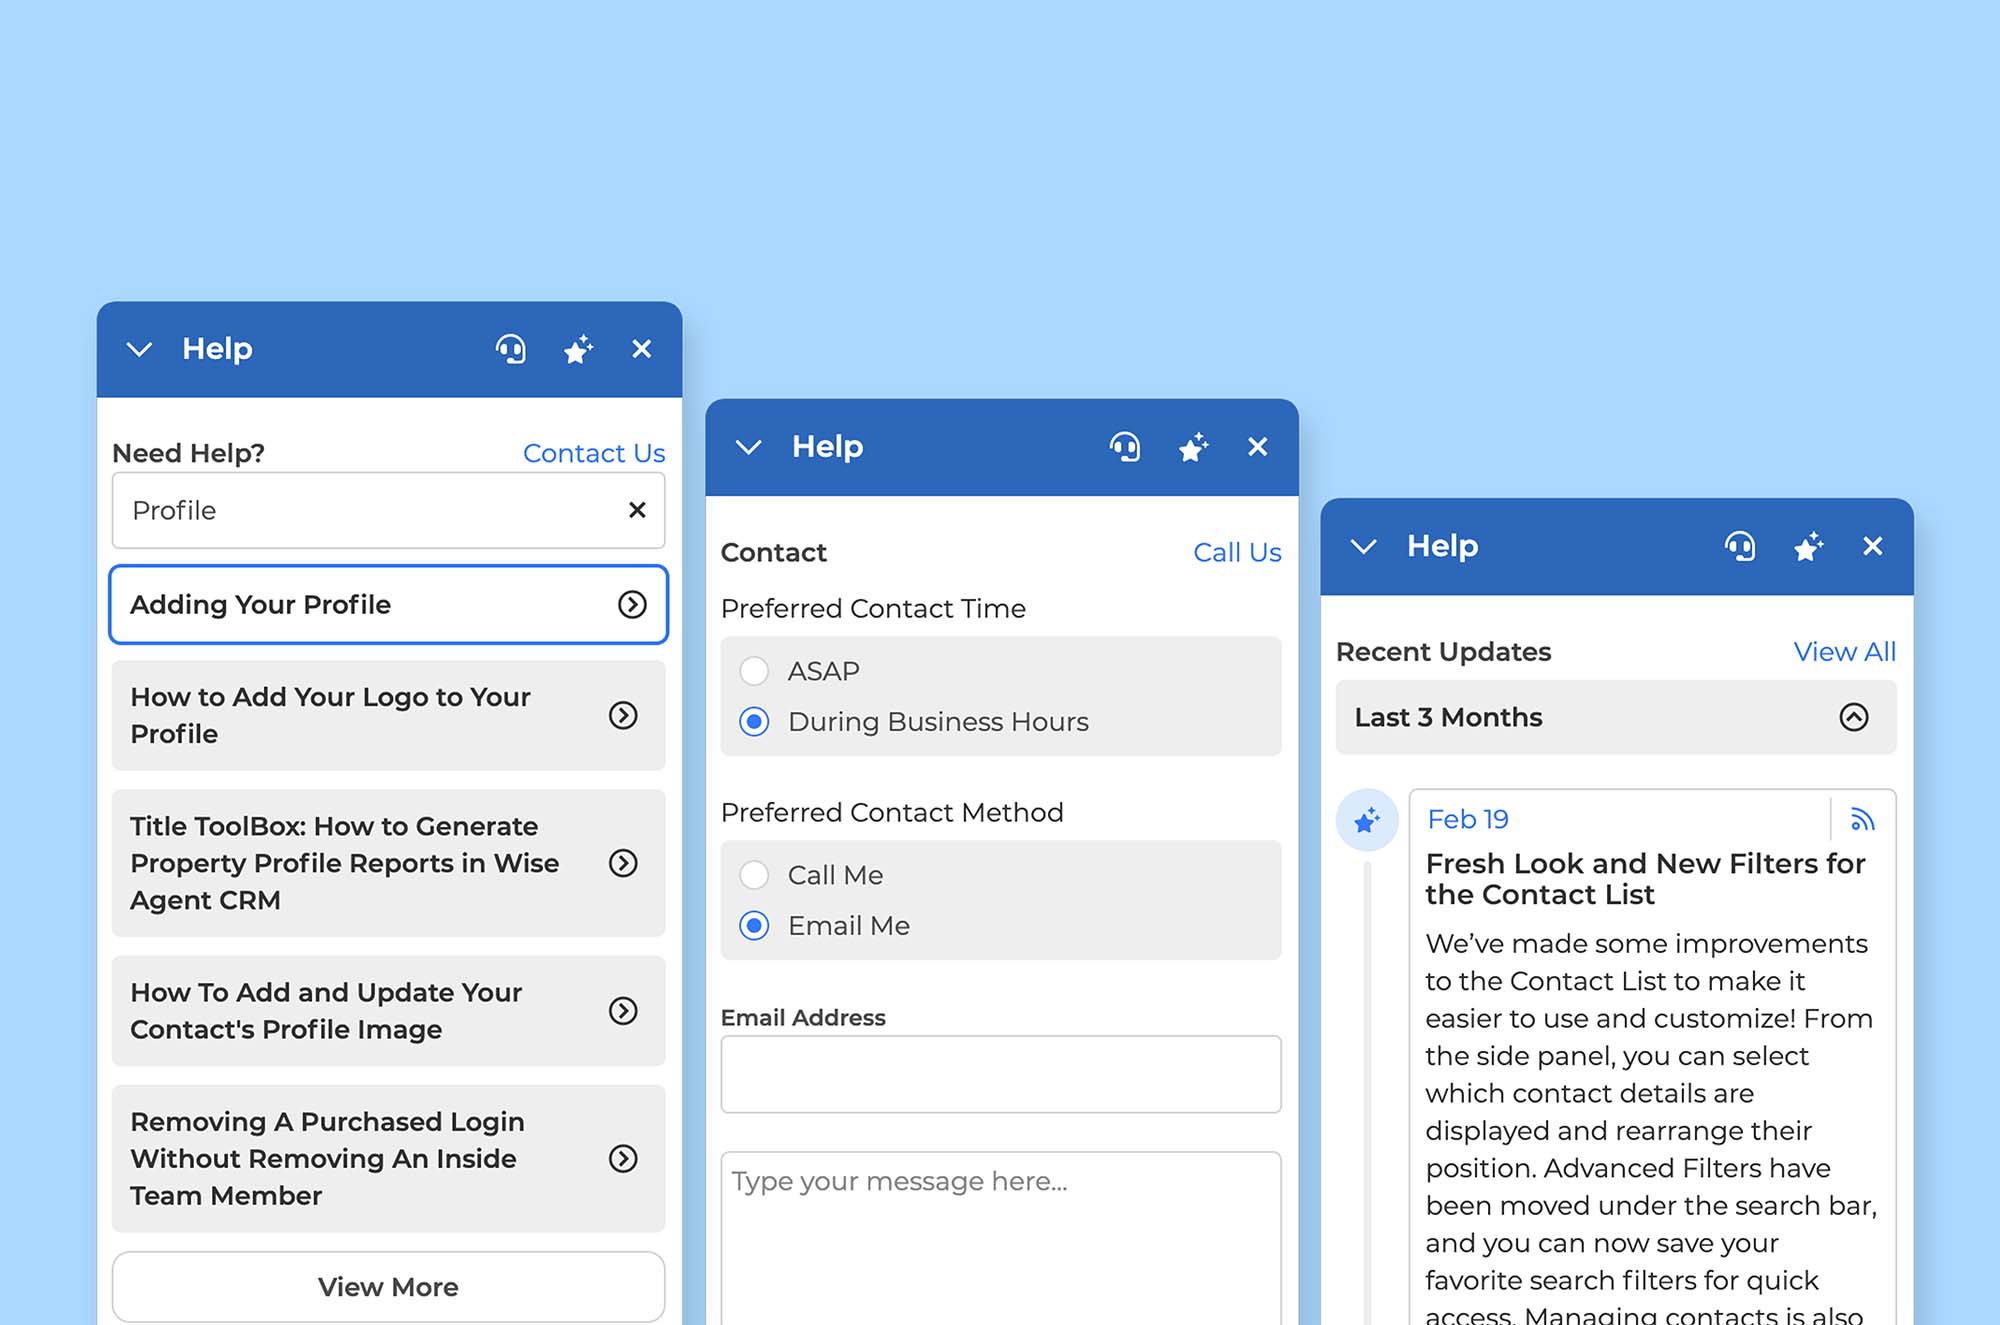 Help
Need Help?
Contact Us
Profile
Adding Your Profile
How to Add Your Logo to Your
Profile
Title ToolBox: How to Generate
Property Profile Reports in Wise
Agent CRM
How To Add and Update Your
Contact's Profile Image
Removing A Purchased Login
Without Removing An Inside
Team Member
View More
Help
Contact
Call Us
Preferred Contact Time
ASAP
During Business Hours
Preferred Contact Method
Call Me
Email Me
Email Address
Type your message here...
Help
Recent Updates
View All
Last 3 Months
Feb 19
Fresh Look and New Filters for
the Contact List
We’ve made some improvements
to the Contact List to make it
easier to use and customize! From
the side panel, you can select
which contact details are
displayed and rearrange their
position. Advanced Filters have
been moved under the search bar,
and you can now save your
favorite search filters for quick
access. Managing contacts is also